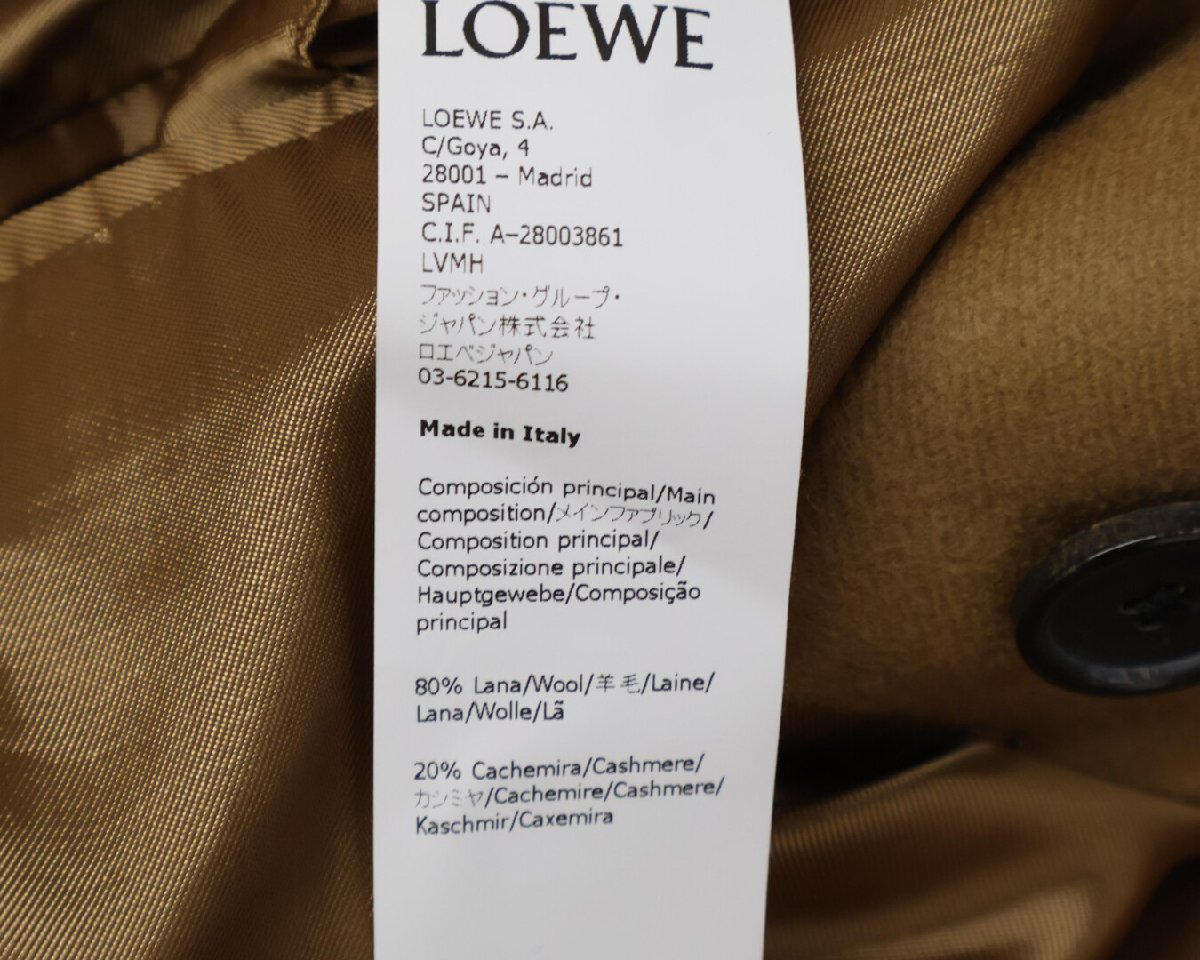 LOEWE
LOEWE S.A.
C/Goya, 4
28001 – Madrid
SPAIN
C.I.F. A–28003861
LVMH
ファッション・グループ・
ジャパン株式会社
ロエベジャパン
03-6215-6116
Made in Italy
Composición principal/Main
composition/メインファブリック/
Composition principal/
Composizione principale/
Hauptgewebe/Composição
principal
80% Lana/Wool/羊毛/Laine/
Lana/Wolle/Lã
20% Cachemira/Cashmere/
カシミヤ/Cachemire/Cashmere/
Kaschmir/Caxemira